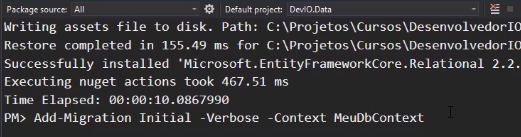 Package source: All Default project: DevIO.Data
Writing assets file to disk. Path: C:\Projetos\Cursos\DesenvolvedorIO
Restore completed in 155.49 ms for C:\Projetos\Cursos\Desenvolvedor
Successfully installed 'Microsoft.EntityFrameworkCore.Relational 2.2.
Executing nuget actions took 467.51 ms
Time Elapsed: 00:00:10.0867990
PM> Add-Migration Initial -Verbose -Context MeuDbContext